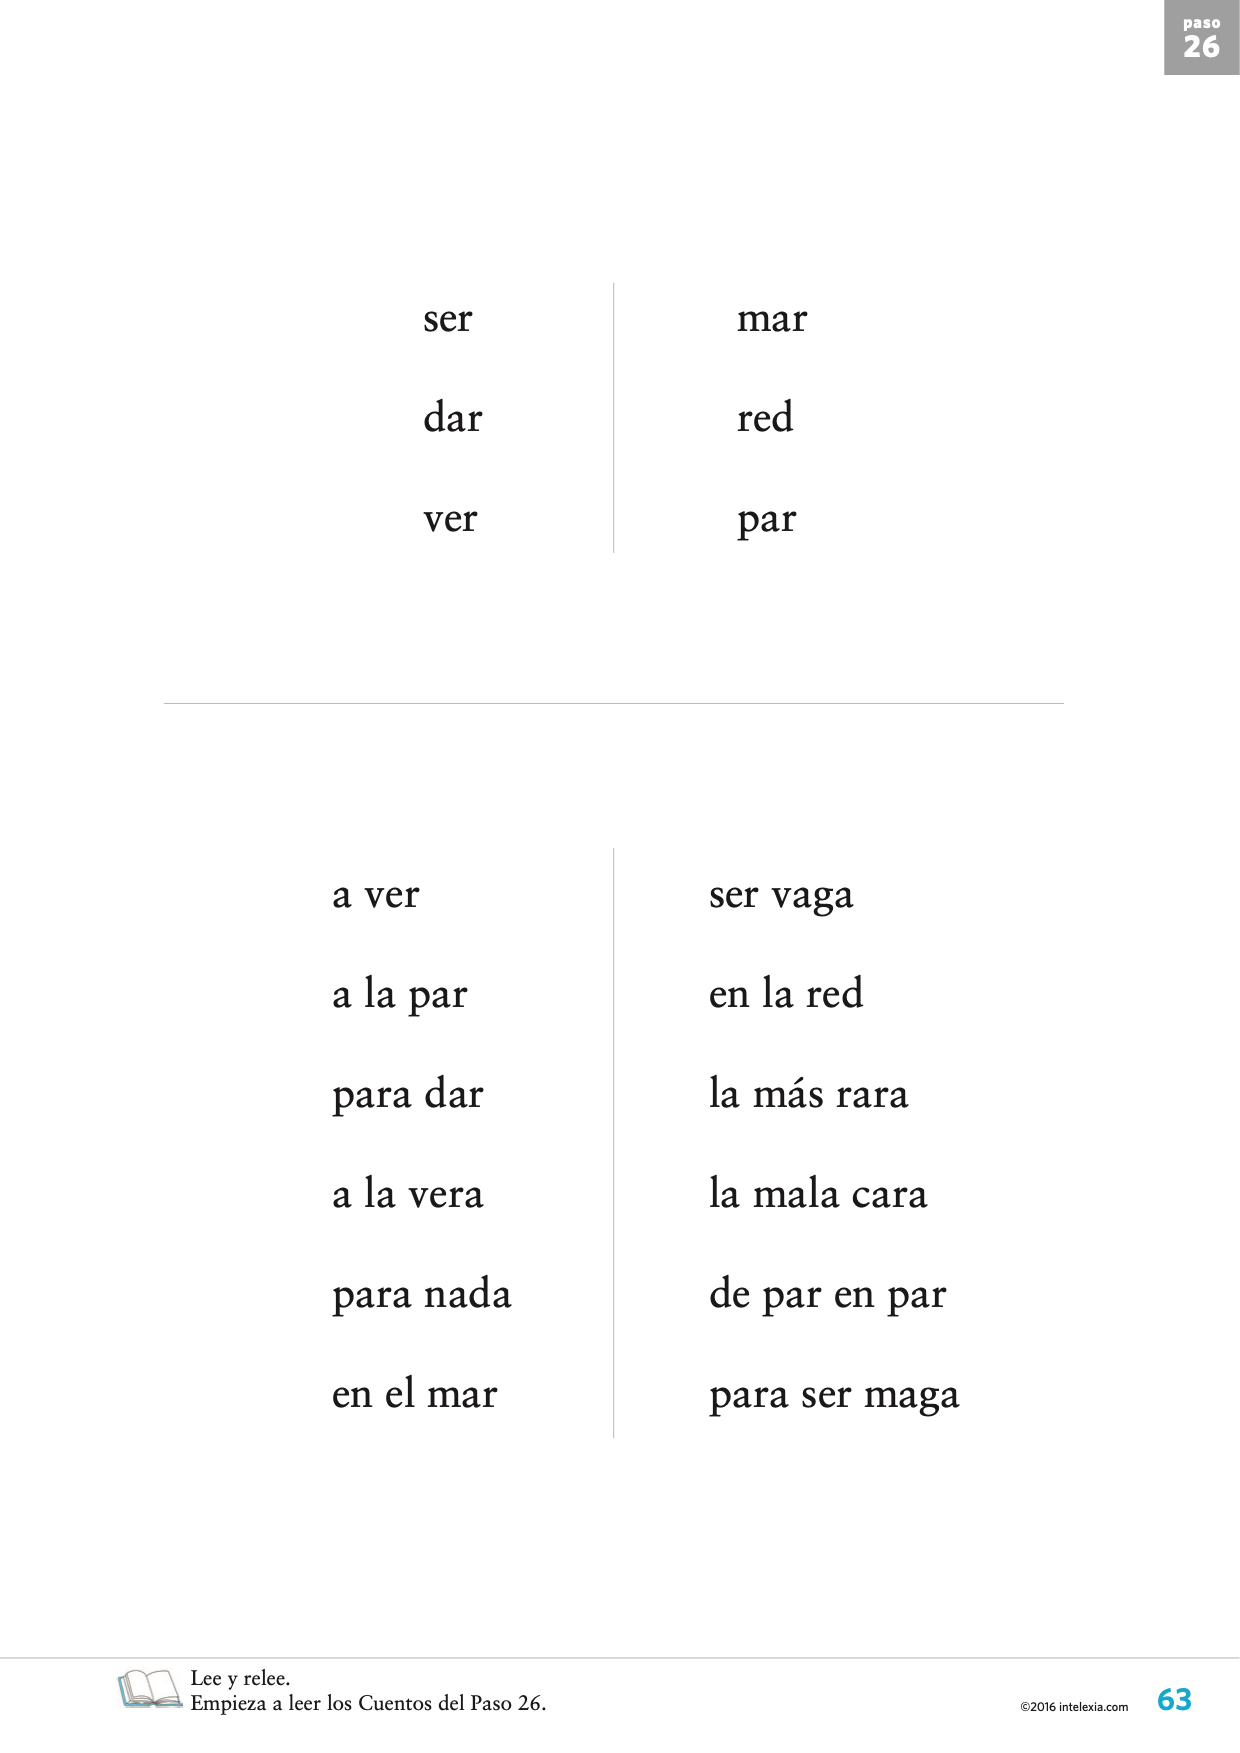 paso
26
ser
dar
ver
mar
red
par
a ver
a la par
para dar
a la vera
para nada
en el mar
ser vaga
en la red
la más rara
la mala cara
de par en par
para ser maga
Lee y relee.
Empieza a leer los Cuentos del Paso 26.
©2016 intelexia.com
63